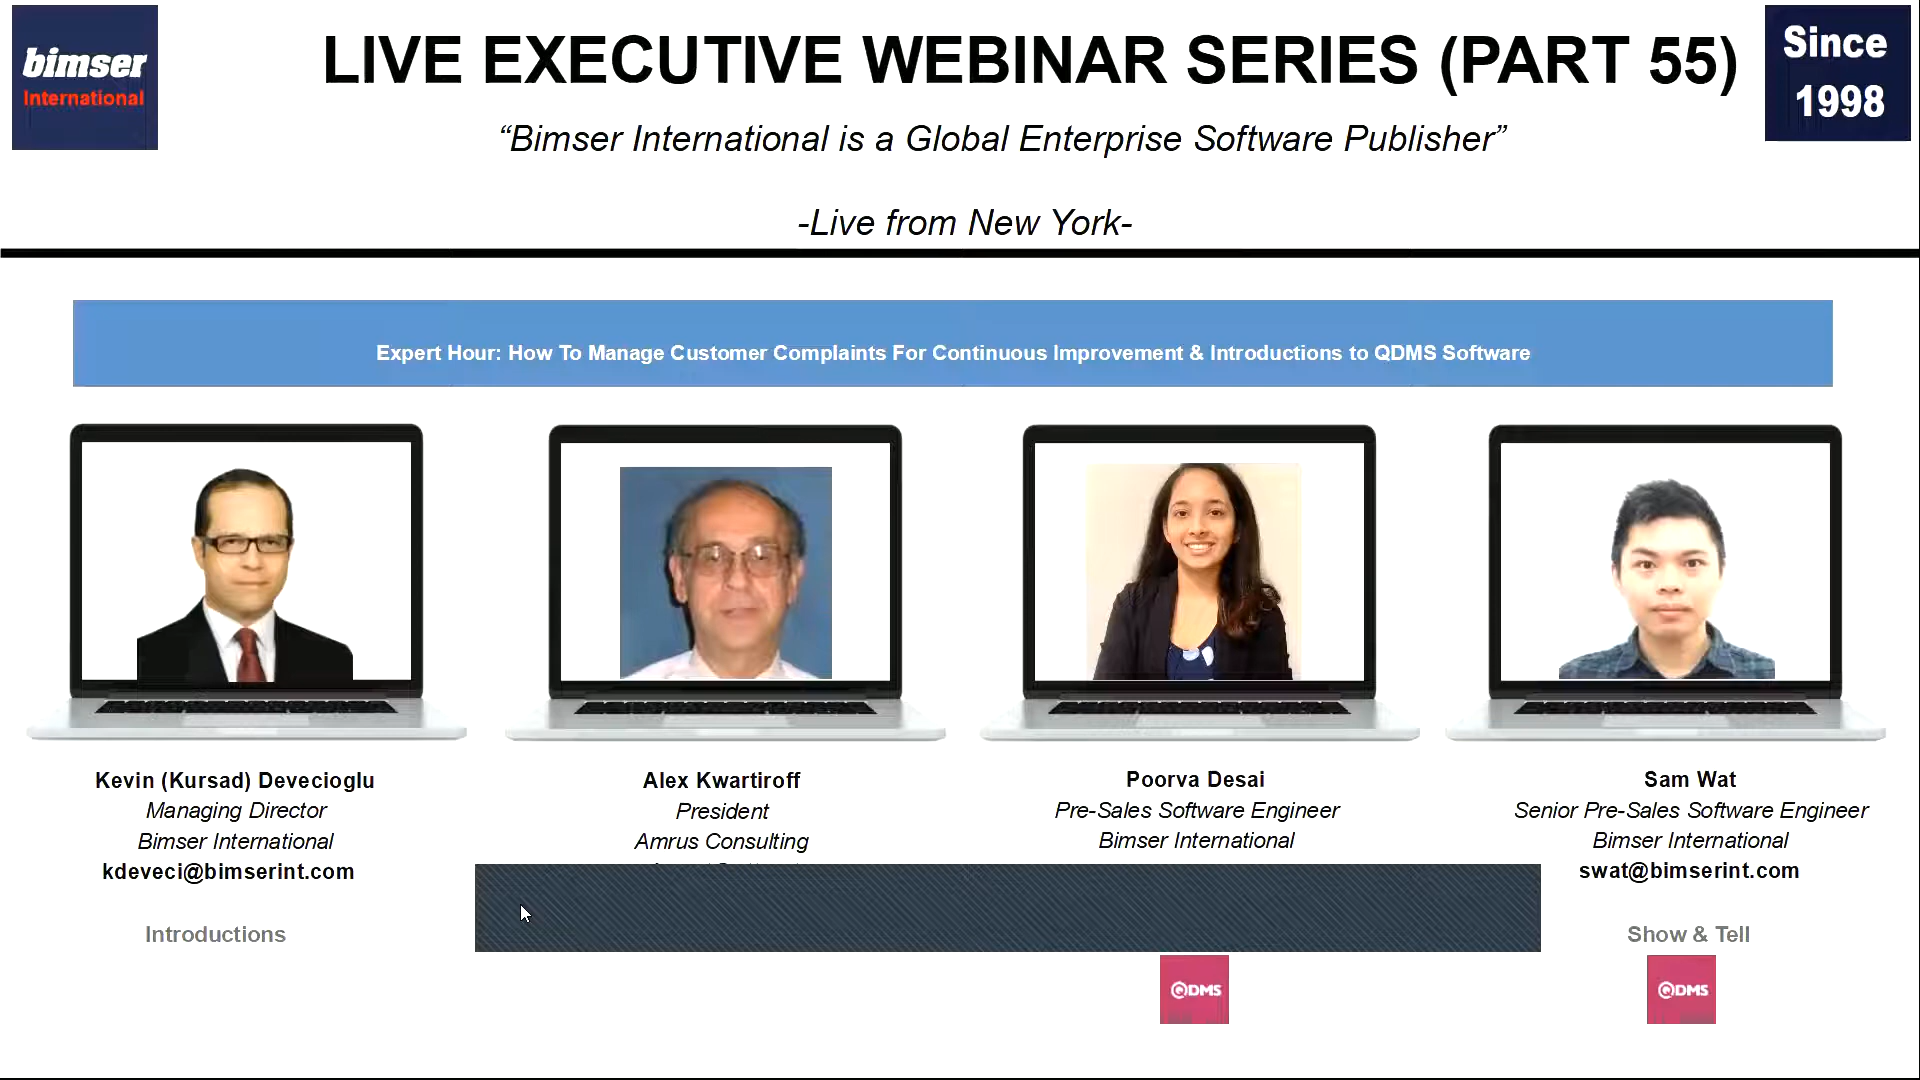 bimser
International
LIVE EXECUTIVE WEBINAR SERIES (PART 55)
Since
1998
“Bimser International is a Global Enterprise Software Publisher”
-Live from New York-
Expert Hour: How To Manage Customer Complaints For Continuous Improvement & Introductions to QDMS Software
Kevin (Kursad) Devecioglu
Managing Director
Bimser International
kdeveci@bimserint.com
Introductions
Alex Kwartiroff
President
Amrus Consulting
Poorva Desai
Pre-Sales Software Engineer
Bimser International
QDMS
Sam Wat
Senior Pre-Sales Software Engineer
Bimser International
swat@bimserint.com
Show & Tell
QDMS